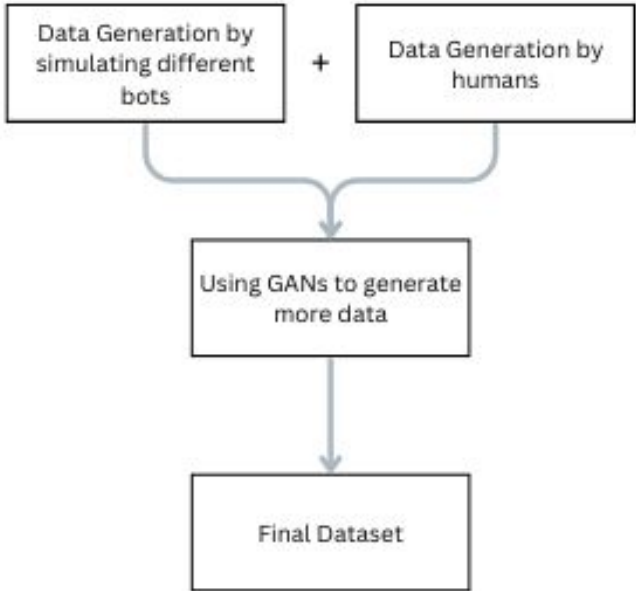 Data Generation by
simulating different
bots
+
Data Generation by
humans
Using GANs to generate
more data
Final Dataset